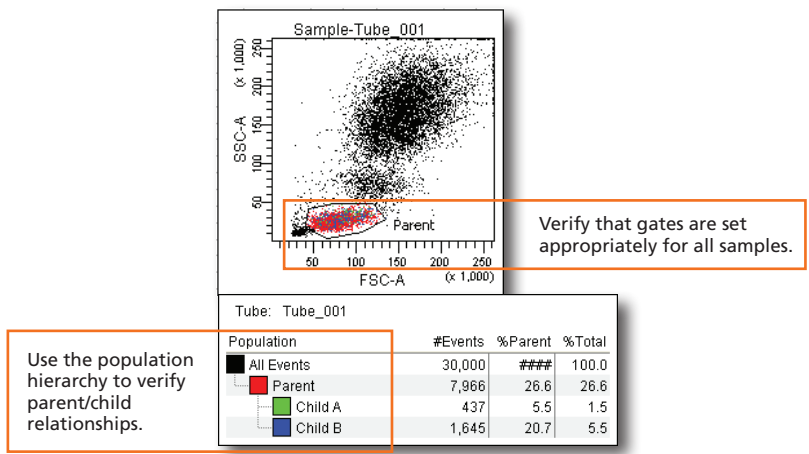 Sample-Tube_001
SSC-A
(x 1,000)
50 100 150 200 250
Parent
50 100 150 200 250
FSC-A (x 1,000)
Verify that gates are set
appropriately for all samples.
Use the population
hierarchy to verify
parent/child
relationships.
Tube: Tube_001
Population #Events %Parent %Total
All Events 30,000 #### 100.0
Parent 7,966 26.6 26.6
Child A 437 5.5 1.5
Child B 1,645 20.7 5.5